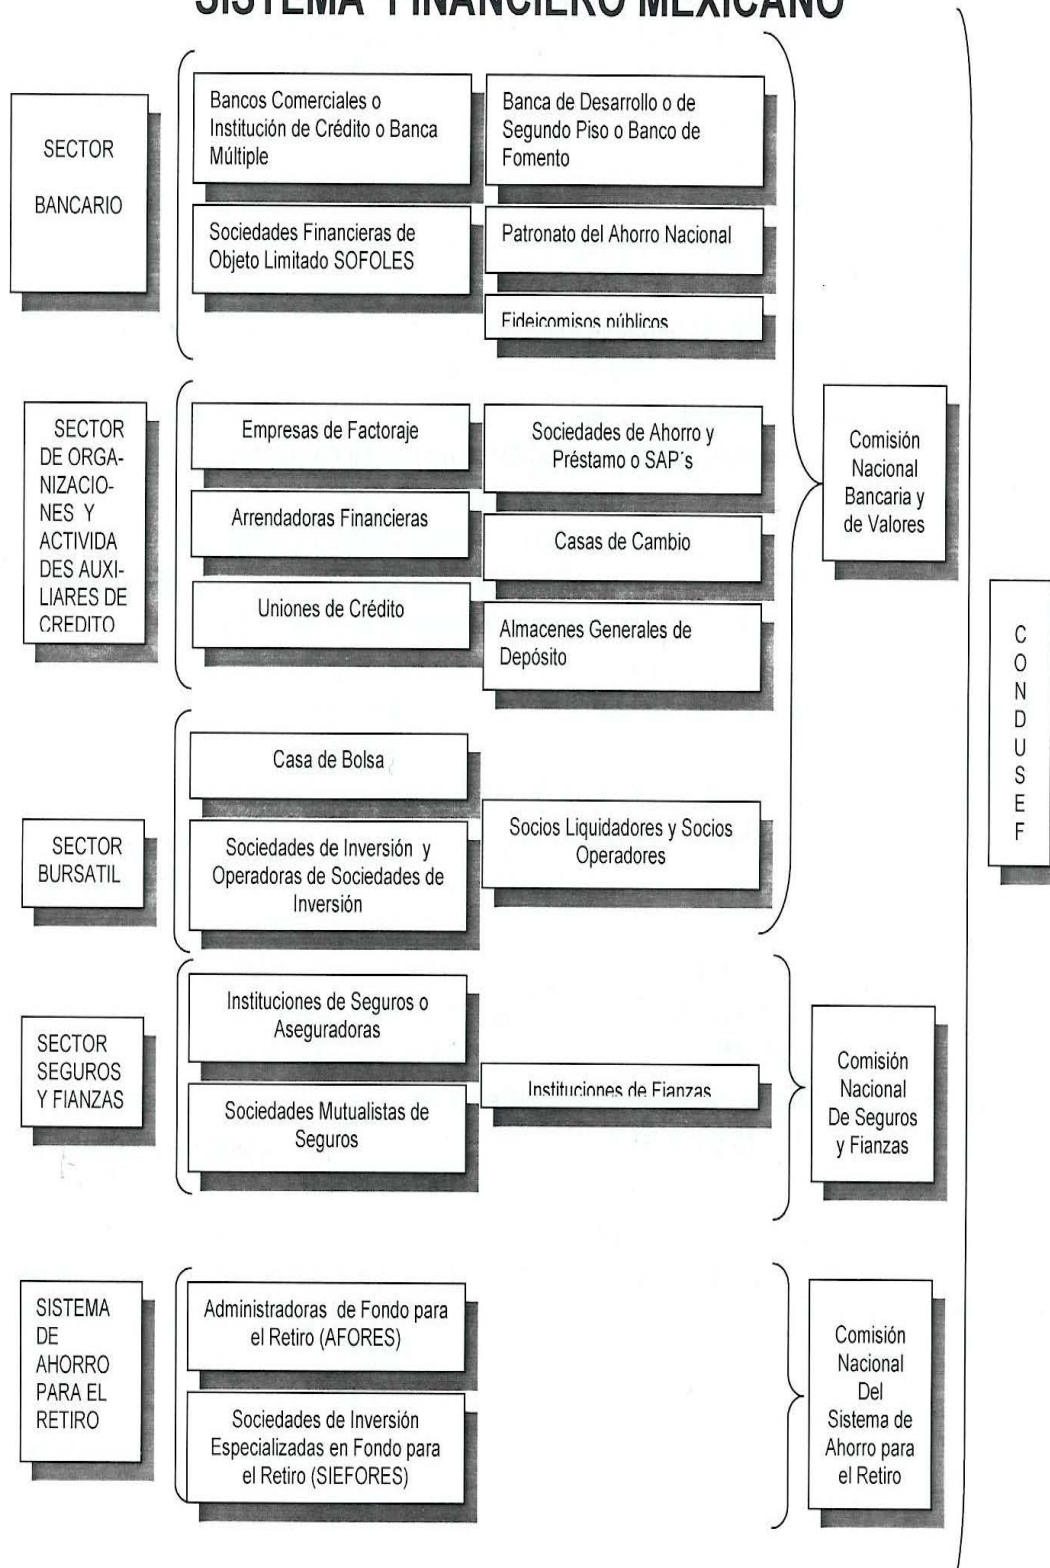 SISTEMA FINANCIERO MEXICANO
SECTOR
BANCARIO
Bancos Comerciales o
Institución de Crédito o Banca
Múltiple
Banca de Desarrollo o de
Segundo Piso o Banco de
Fomento
Sociedades Financieras de
Objeto Limitado SOFOLES
Patronato del Ahorro Nacional
Fideicomisos públicos
SECTOR
DE ORGA-
NIZACIO-
NES Y
ACTIVIDA
DES AUXI-
LIARES DE
CREDITO
Empresas de Factoraje
Sociedades de Ahorro y
Préstamo o SAP´s
Arrendadoras Financieras
Casas de Cambio
Uniones de Crédito
Almacenes Generales de
Depósito
Comisión
Nacional
Bancaria y
de Valores
SECTOR
BURSATIL
Casa de Bolsa
Sociedades de Inversión y
Operadoras de Sociedades de
Inversión
Socios Liquidadores y Socios
Operadores
SECTOR
SEGUROS
Y FIANZAS
Instituciones de Seguros o
Aseguradoras
Sociedades Mutualistas de
Seguros
Instituciones de Fianzas
Comisión
Nacional
De Seguros
y Fianzas
SISTEMA
DE
AHORRO
PARA EL
RETIRO
Administradoras de Fondo para
el Retiro (AFORES)
Sociedades de Inversión
Especializadas en Fondo para
el Retiro (SIEFORES)
Comisión
Nacional
Del
Sistema de
Ahorro para
el Retiro
C
O
N
D
U
S
E
F